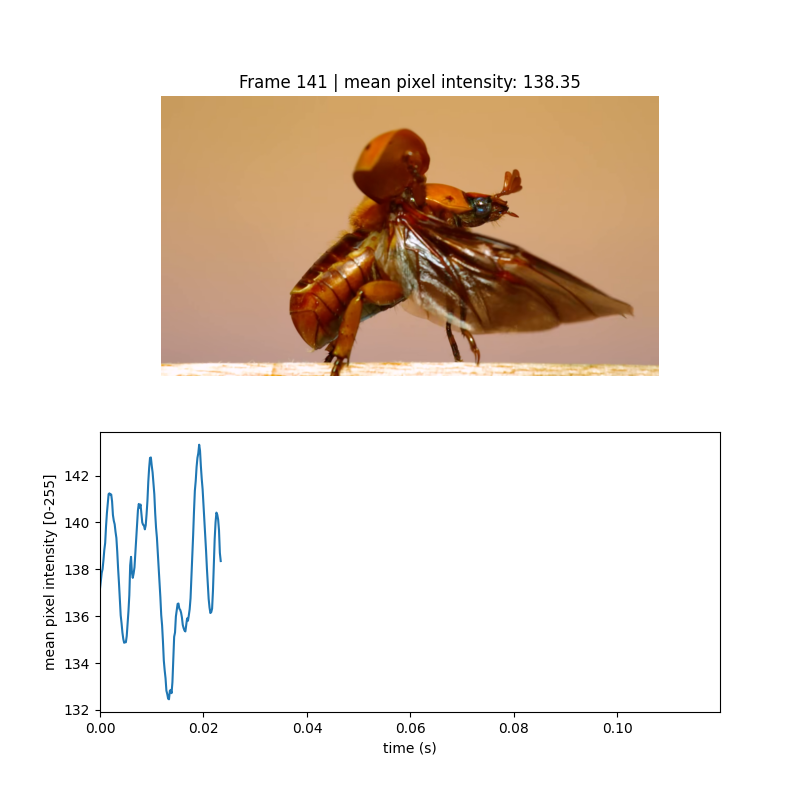 Frame 141 | mean pixel intensity: 138.35
mean pixel intensity [0-255]
142
140
138
136
134
132
0.00 0.02 0.04 0.06 0.08 0.10
time (s)